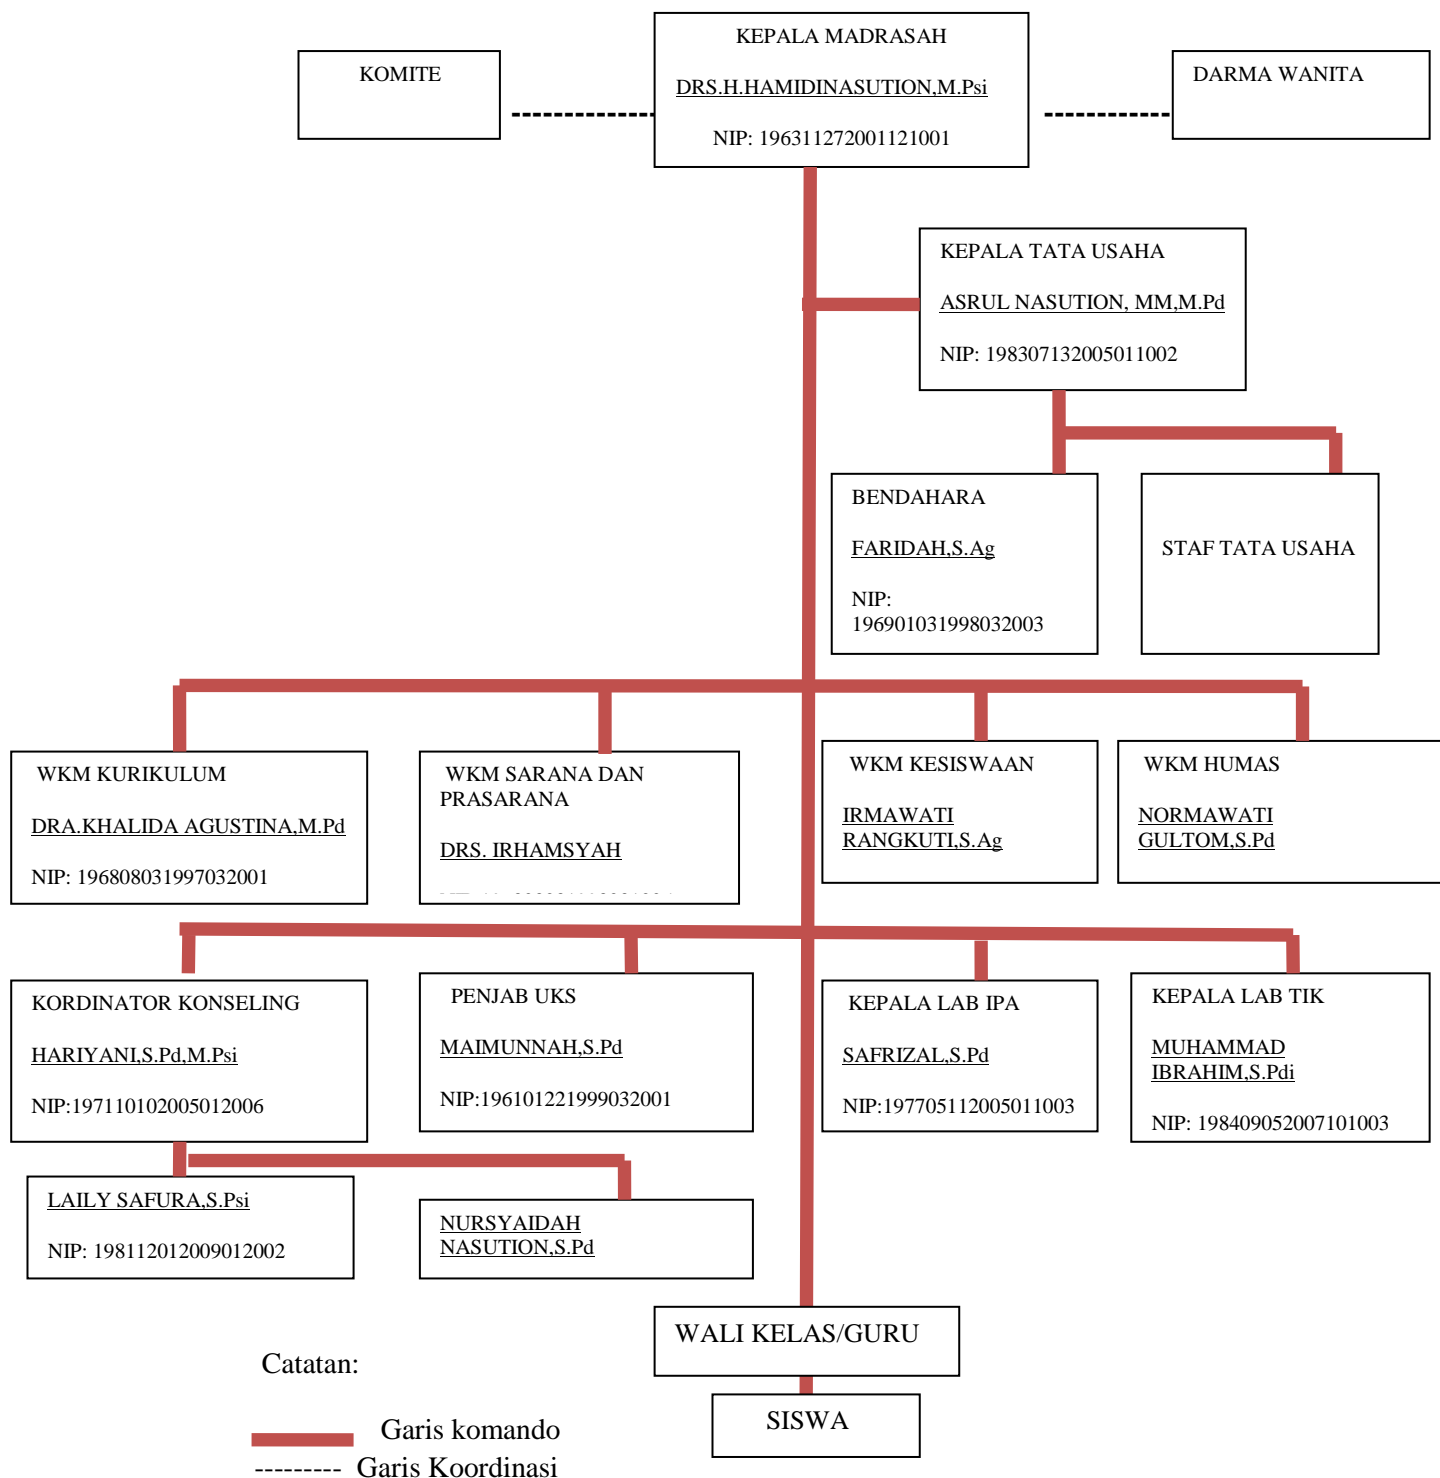 KEPALA MADRASAH
DRS.H.HAMIDINASUTION,M.Psi
NIP: 196311272001121001
KOMITE
DARMA WANITA
KEPALA TATA USAHA
ASRUL NASUTION, MM,M.Pd
NIP: 198307132005011002
BENDAHARA
FARIDAH,S.Ag
NIP:
196901031998032003
STAF TATA USAHA
WKM KURIKULUM
DRA.KHALIDA AGUSTINA,M.Pd
NIP: 196808031997032001
WKM SARANA DAN
PRASARANA
DRS. IRHAMSYAH
WKM KESISWAAN
IRMAWATI
RANGKUTI,S.Ag
WKM HUMAS
NORMAWATI
GULTOM,S.Pd
KORDINATOR KONSELING
HARIYANI,S.Pd,M.Psi
NIP:197110102005012006
PENJAB UKS
MAIMUNNAH,S.Pd
NIP:196101221999032001
KEPALA LAB IPA
SAFRIZAL,S.Pd
NIP:197705112005011003
KEPALA LAB TIK
MUHAMMAD
IBRAHIM,S.Pdi
NIP: 198409052007101003
LAILY SAFURA,S.Psi
NIP: 198112012009012002
NURSYAIDAH
NASUTION,S.Pd
WALI KELAS/GURU
SISWA
Catatan:
Garis komando
Garis Koordinasi